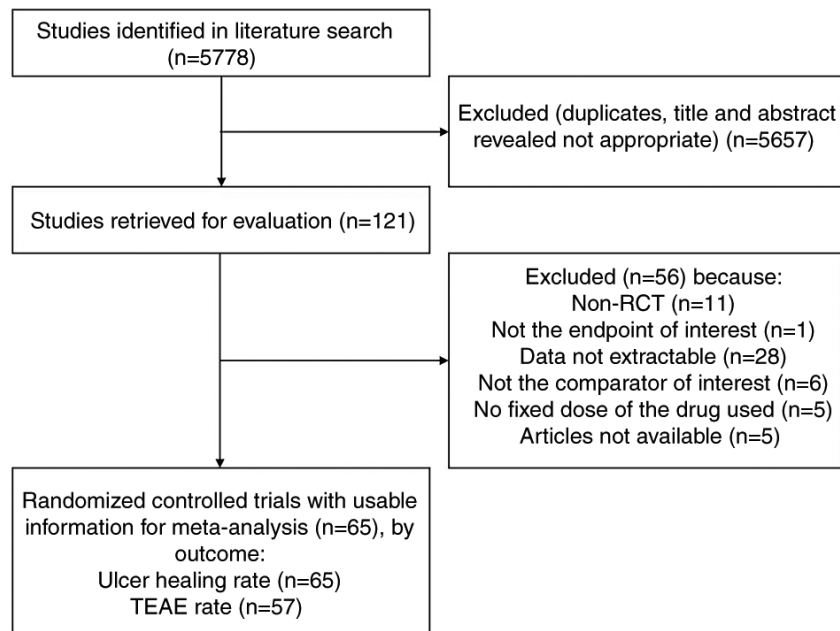 Studies identified in literature search
(n=5778)
Excluded (duplicates, title and abstract
revealed not appropriate) (n=5657)
Studies retrieved for evaluation (n=121)
Excluded (n=56) because:
Non-RCT (n=11)
Not the endpoint of interest (n=1)
Data not extractable (n=28)
Not the comparator of interest (n=6)
No fixed dose of the drug used (n=5)
Articles not available (n=5)
Randomized controlled trials with usable
information for meta-analysis (n=65), by
outcome:
Ulcer healing rate (n=65)
TEAE rate (n=57)